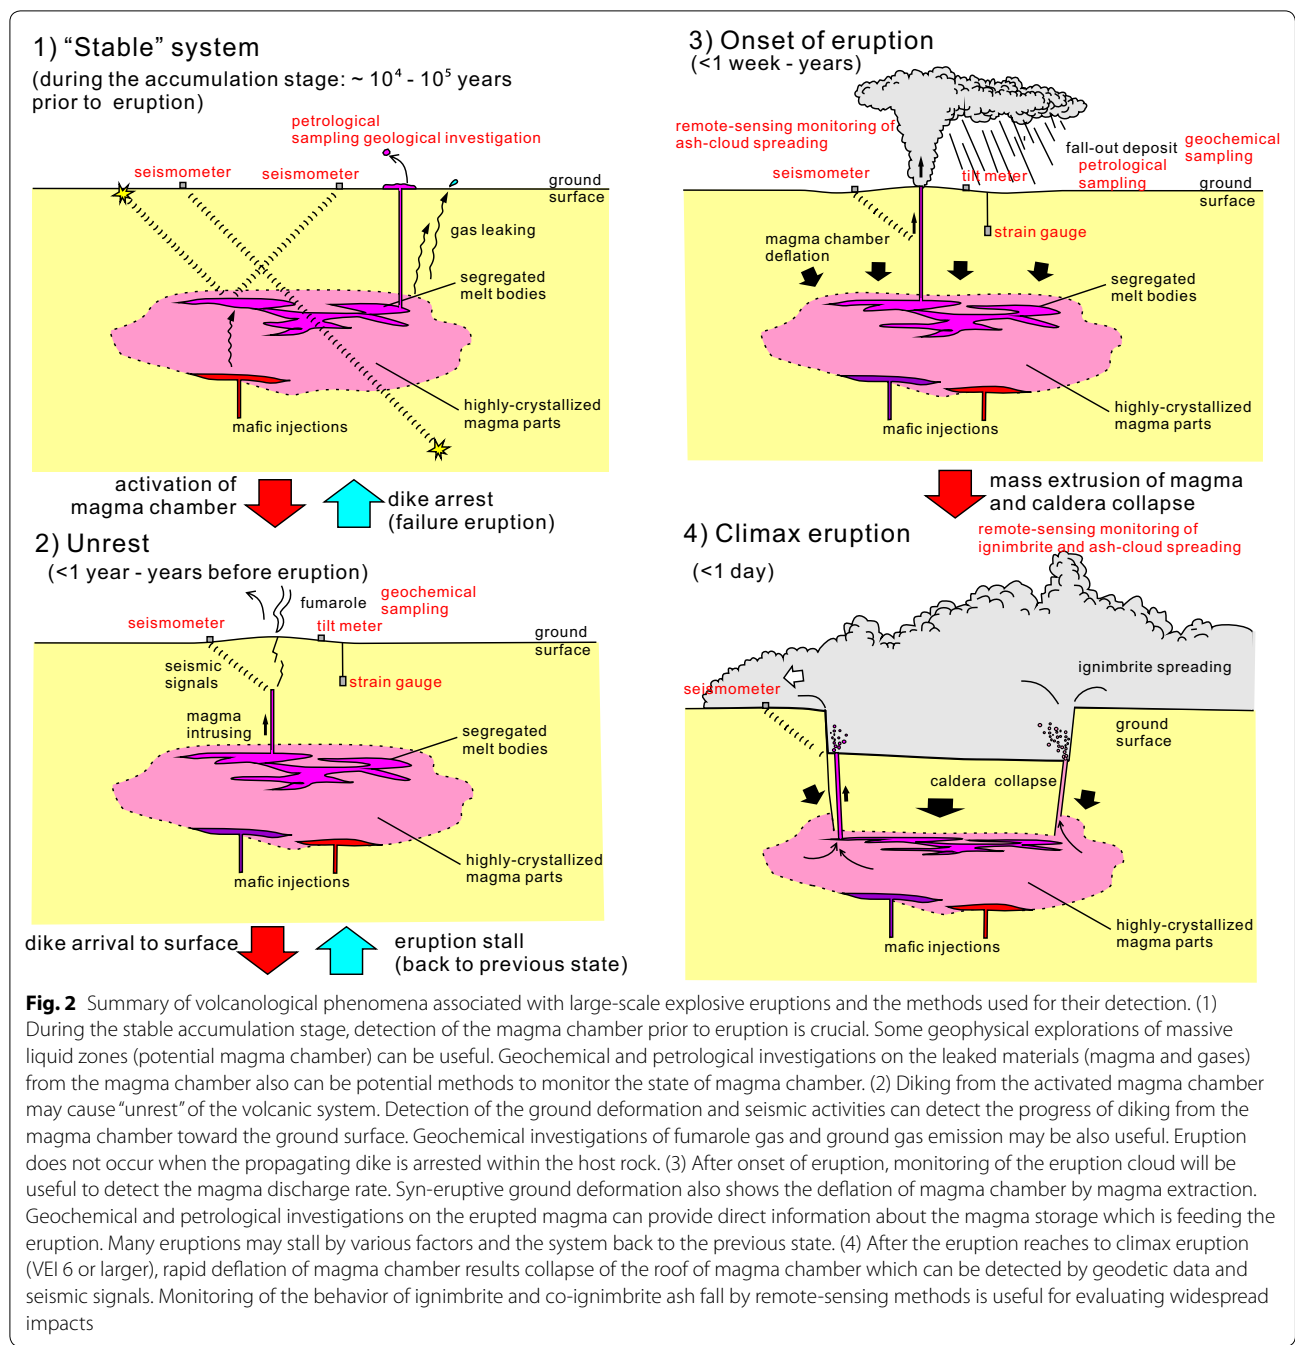 1) “Stable” system
(during the accumulation stage: ~ 10⁴ - 10⁵ years
prior to eruption)
petrological
sampling geological investigation
seismometer
seismometer
ground
surface
gas leaking
segregated
melt bodies
highly-crystallized
magma parts
mafic injections
activation of
magma chamber
dike arrest
(failure eruption)
2) Unrest
(<1 year - years before eruption)
fumarole
geochemical
sampling
seismometer
tilt meter
ground
surface
seismic
signals
strain gauge
magma
intrusing
segregated
melt bodies
highly-crystallized
magma parts
mafic injections
dike arrival to surface
eruption stall
(back to previous state)
3) Onset of eruption
(<1 week - years)
remote-sensing monitoring of
ash-cloud spreading
seismometer
tilt meter
fall-out deposit
petrological
sampling
geochemical
sampling
ground
surface
strain gauge
magma chamber
deflation
segregated
melt bodies
highly-crystallized
magma parts
mafic injections
mass extrusion of magma
and caldera collapse
4) Climax eruption
(<1 day)
remote-sensing monitoring of
ignimbrite and ash-cloud spreading
ignimbrite spreading
seismometer
ground
surface
caldera collapse
highly-crystallized
magma parts
mafic injections
Fig. 2 Summary of volcanological phenomena associated with large-scale explosive eruptions and the methods used for their detection. (1)
During the stable accumulation stage, detection of the magma chamber prior to eruption is crucial. Some geophysical explorations of massive
liquid zones (potential magma chamber) can be useful. Geochemical and petrological investigations on the leaked materials (magma and gases)
from the magma chamber also can be potential methods to monitor the state of magma chamber. (2) Diking from the activated magma chamber
may cause “unrest” of the volcanic system. Detection of the ground deformation and seismic activities can detect the progress of diking from the
magma chamber toward the ground surface. Geochemical investigations of fumarole gas and ground gas emission may be also useful. Eruption
does not occur when the propagating dike is arrested within the host rock. (3) After onset of eruption, monitoring of the eruption cloud will be
useful to detect the magma discharge rate. Syn-eruptive ground deformation also shows the deflation of magma chamber by magma extraction.
Geochemical and petrological investigations on the erupted magma can provide direct information about the magma storage which is feeding the
eruption. Many eruptions may stall by various factors and the system back to the previous state. (4) After the eruption reaches to climax eruption
(VEI 6 or larger), rapid deflation of magma chamber results collapse of the roof of magma chamber which can be detected by geodetic data and
seismic signals. Monitoring of the behavior of ignimbrite and co-ignimbrite ash fall by remote-sensing methods is useful for evaluating widespread
impacts